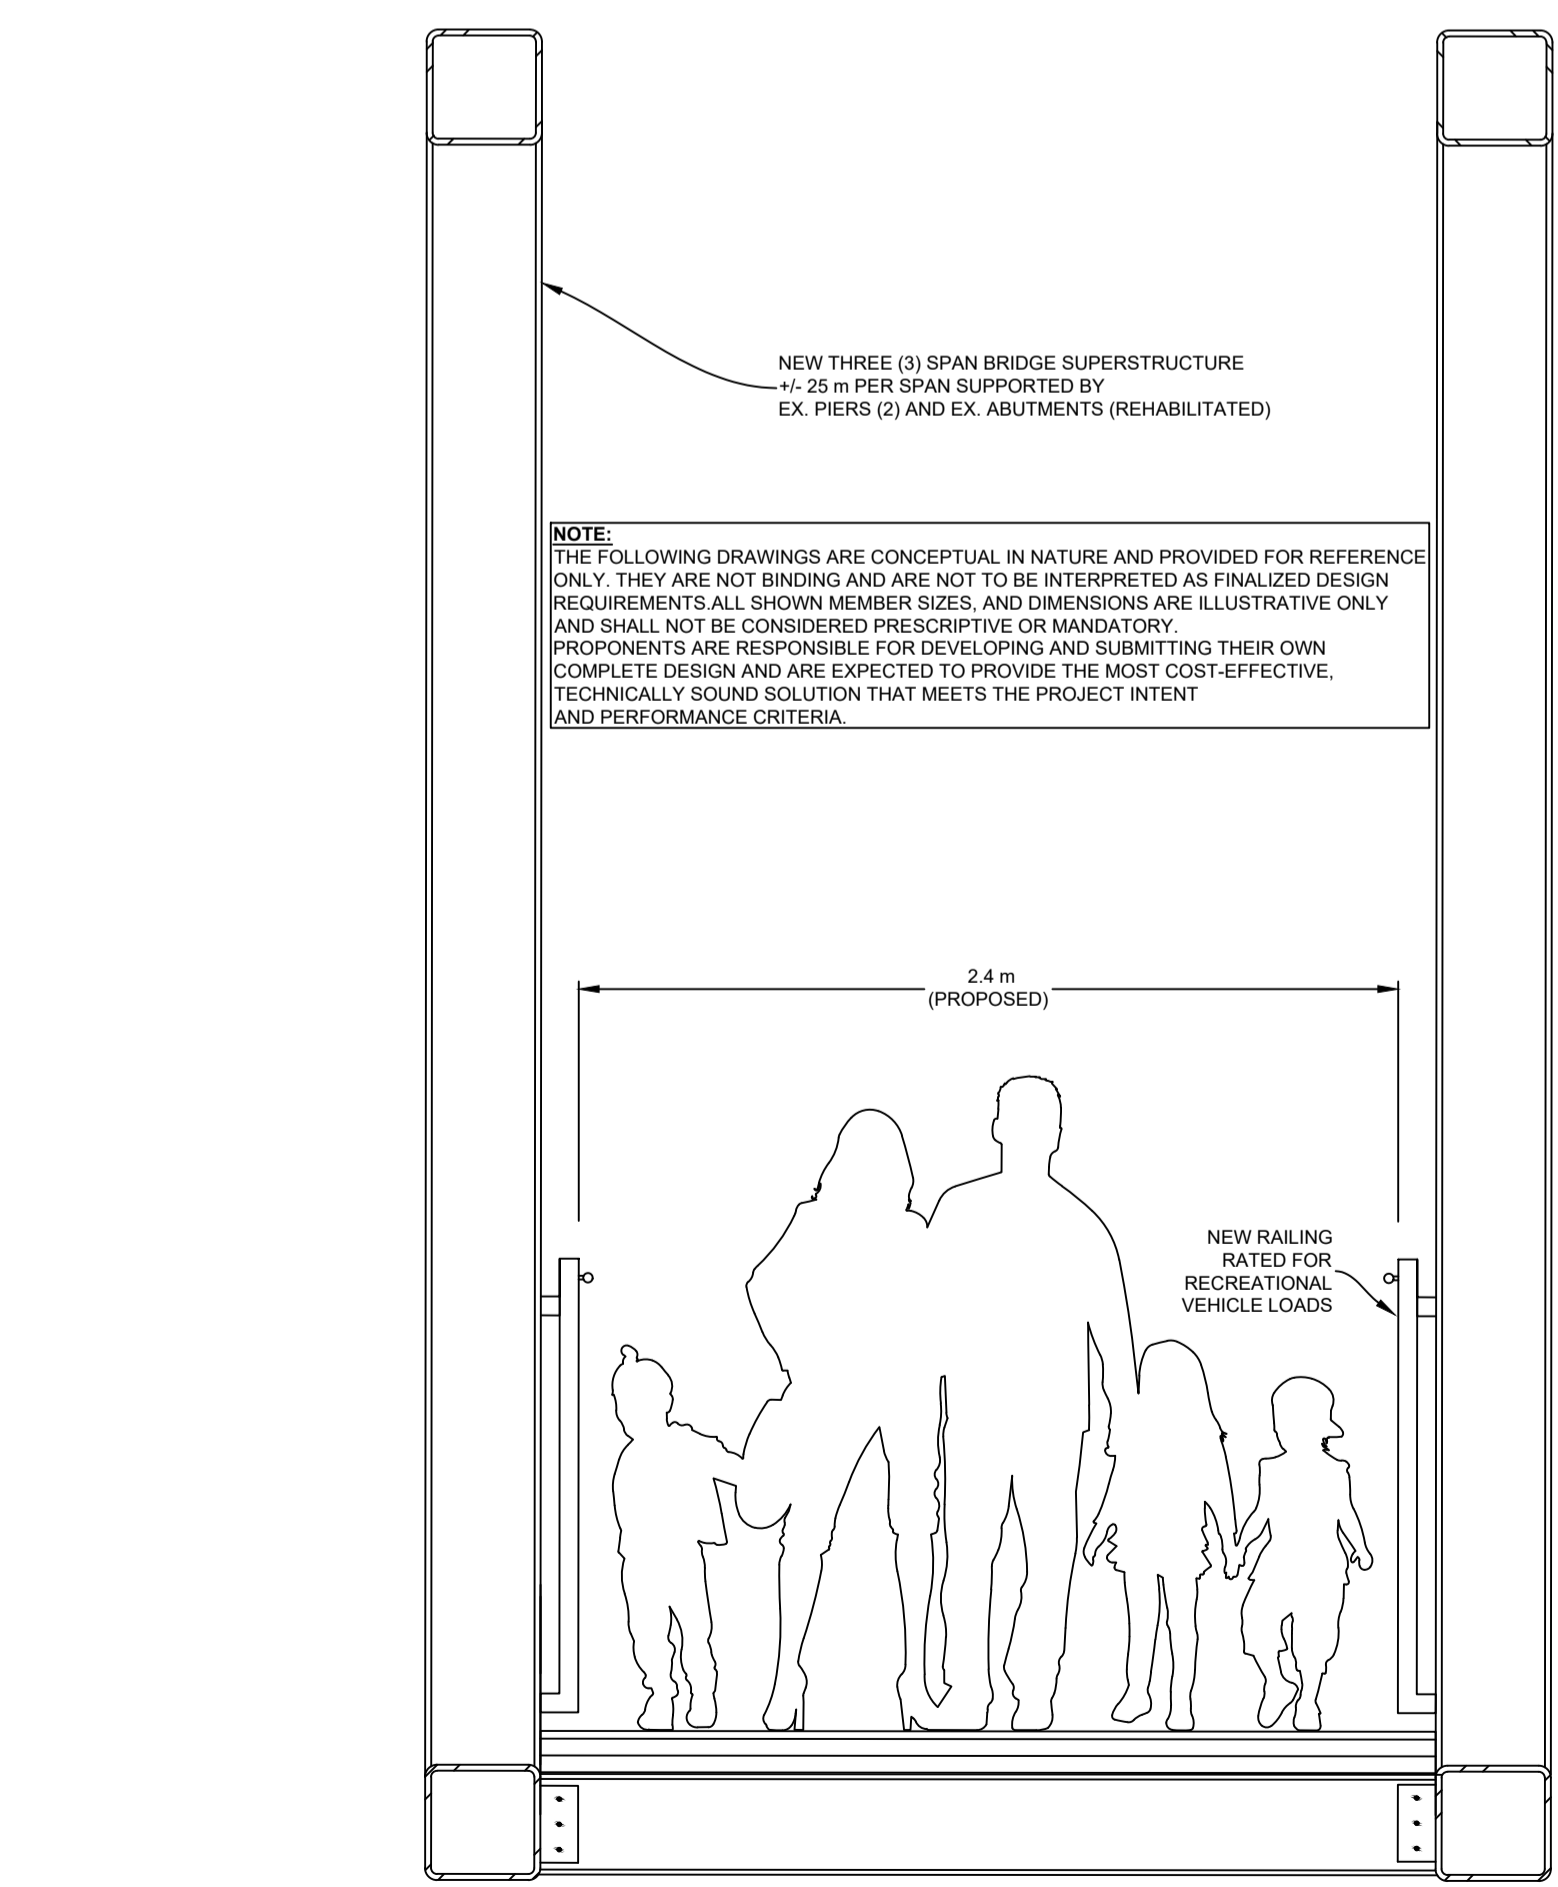 NEW THREE (3) SPAN BRIDGE SUPERSTRUCTURE
+/- 25 m PER SPAN SUPPORTED BY
EX. PIERS (2) AND EX. ABUTMENTS (REHABILITATED)
NOTE:
THE FOLLOWING DRAWINGS ARE CONCEPTUAL IN NATURE AND PROVIDED FOR REFERENCE
ONLY. THEY ARE NOT BINDING AND ARE NOT TO BE INTERPRETED AS FINALIZED DESIGN
REQUIREMENTS.ALL SHOWN MEMBER SIZES, AND DIMENSIONS ARE ILLUSTRATIVE ONLY
AND SHALL NOT BE CONSIDERED PRESCRIPTIVE OR MANDATORY.
PROPONENTS ARE RESPONSIBLE FOR DEVELOPING AND SUBMITTING THEIR OWN
COMPLETE DESIGN AND ARE EXPECTED TO PROVIDE THE MOST COST-EFFECTIVE,
TECHNICALLY SOUND SOLUTION THAT MEETS THE PROJECT INTENT
AND PERFORMANCE CRITERIA.
2.4 m
(PROPOSED)
NEW RAILING
RATED FOR
RECREATIONAL
VEHICLE LOADS